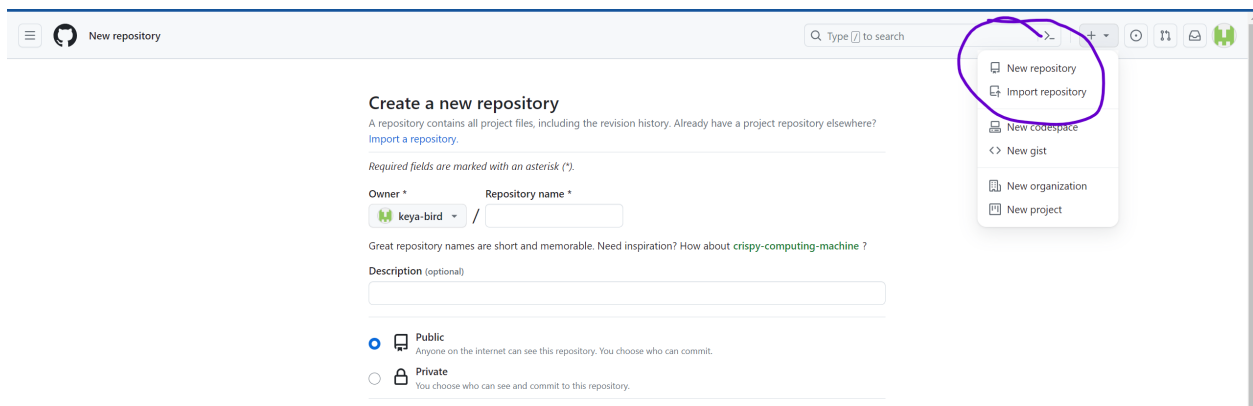 New repository
Type / to search
New repository
Import repository
New codespace
New gist
New organization
New project
Create a new repository
A repository contains all project files, including the revision history. Already have a project repository elsewhere?
Import a repository.
Required fields are marked with an asterisk (*).
Owner * Repository name *
keya-bird /
Great repository names are short and memorable. Need inspiration? How about crispy-computing-machine ?
Description (optional)
Public
Anyone on the internet can see this repository. You choose who can commit.
Private
You choose who can see and commit to this repository.